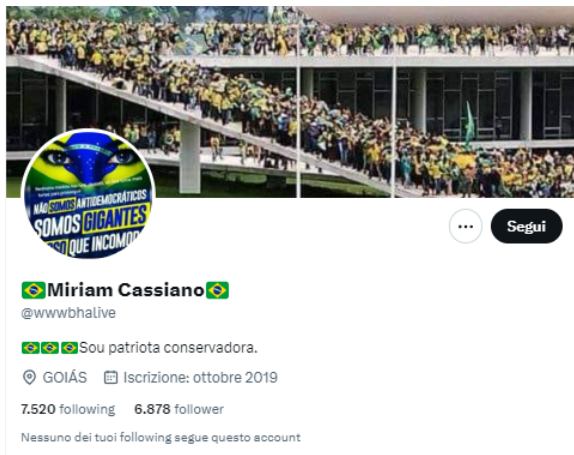 NÃO SOMOS ANTIDEMOCRÁTICOS
SOMOS GIGANTES
QUE INCOMO
Segui
Miriam Cassiano
@wwwbhalive
Sou patriota conservadora.
GOIÁS Iscrizione: ottobre 2019
7.520 following 6.878 follower
Nessuno dei tuoi following segue questo account